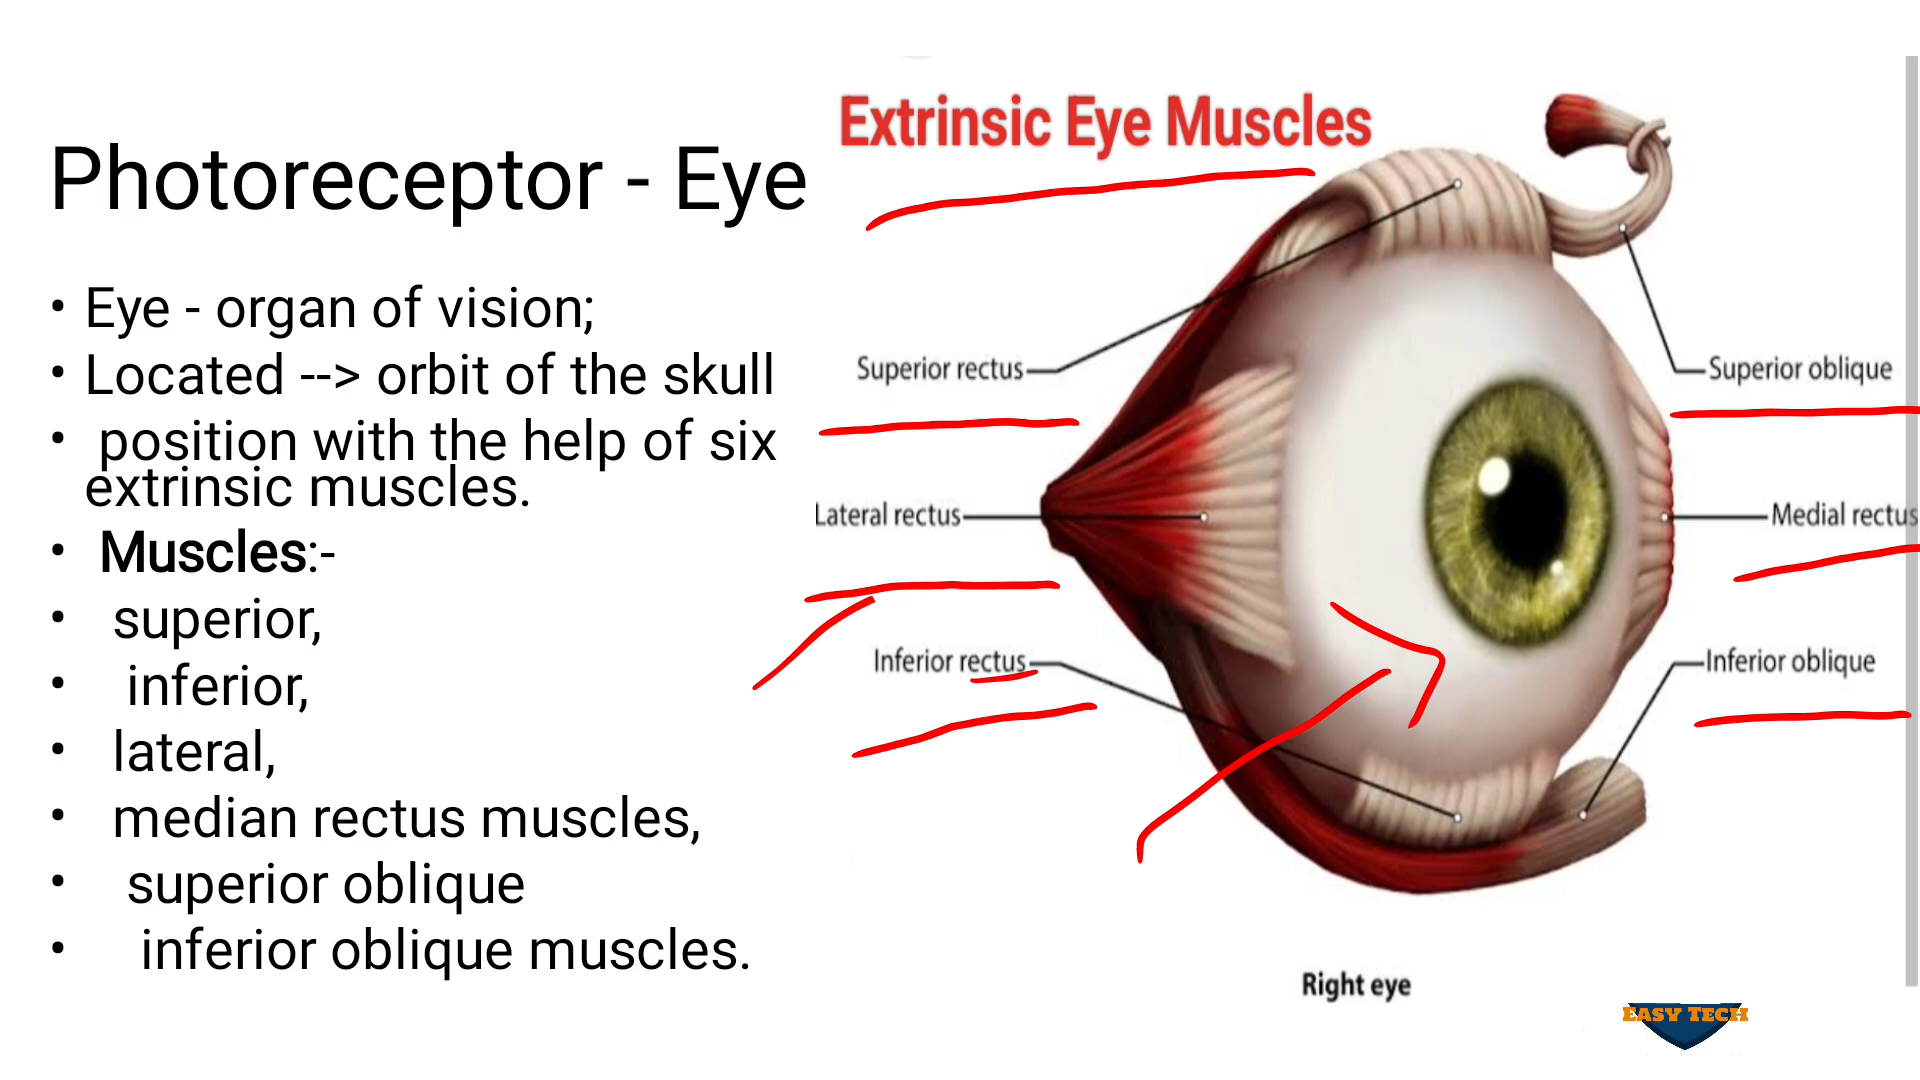 Photoreceptor - Eye
• Eye - organ of vision;
• Located --> orbit of the skull
• position with the help of six
extrinsic muscles.
• Muscles:-
• superior,
• inferior,
• lateral,
• median rectus muscles,
• superior oblique
• inferior oblique muscles.
Extrinsic Eye Muscles
Superior rectus
Superior oblique
Lateral rectus
Medial rectus
Inferior rectus
Inferior oblique
Right eye
EASY TECH